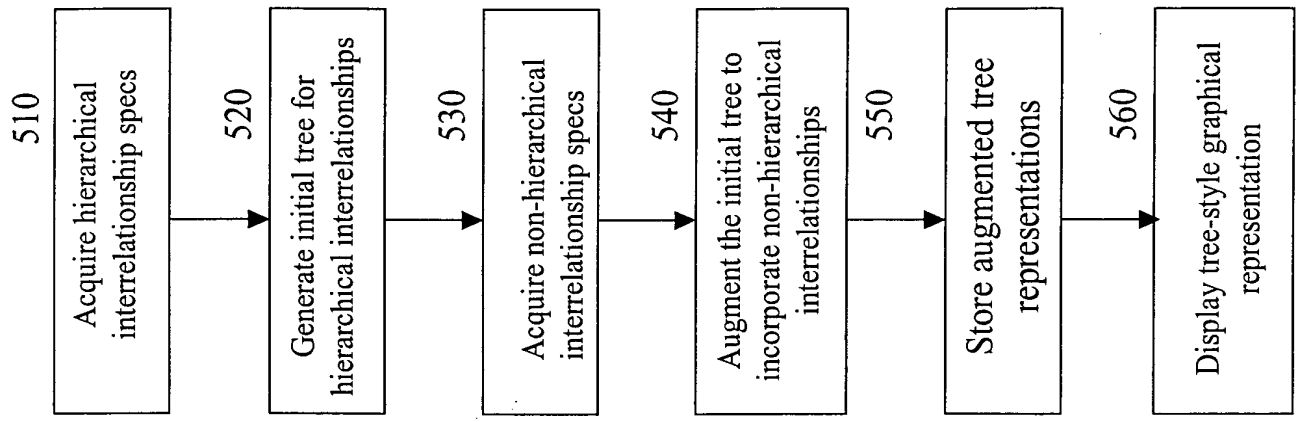 510
Acquire hierarchical
interrelationship specs
520
Generate initial tree for
hierarchical interrelationships
530
Acquire non-hierarchical
interrelationship specs
540
Augment the initial tree to
incorporate non-hierarchical
interrelationships
550
Store augmented tree
representations
560
Display tree-style graphical
representation